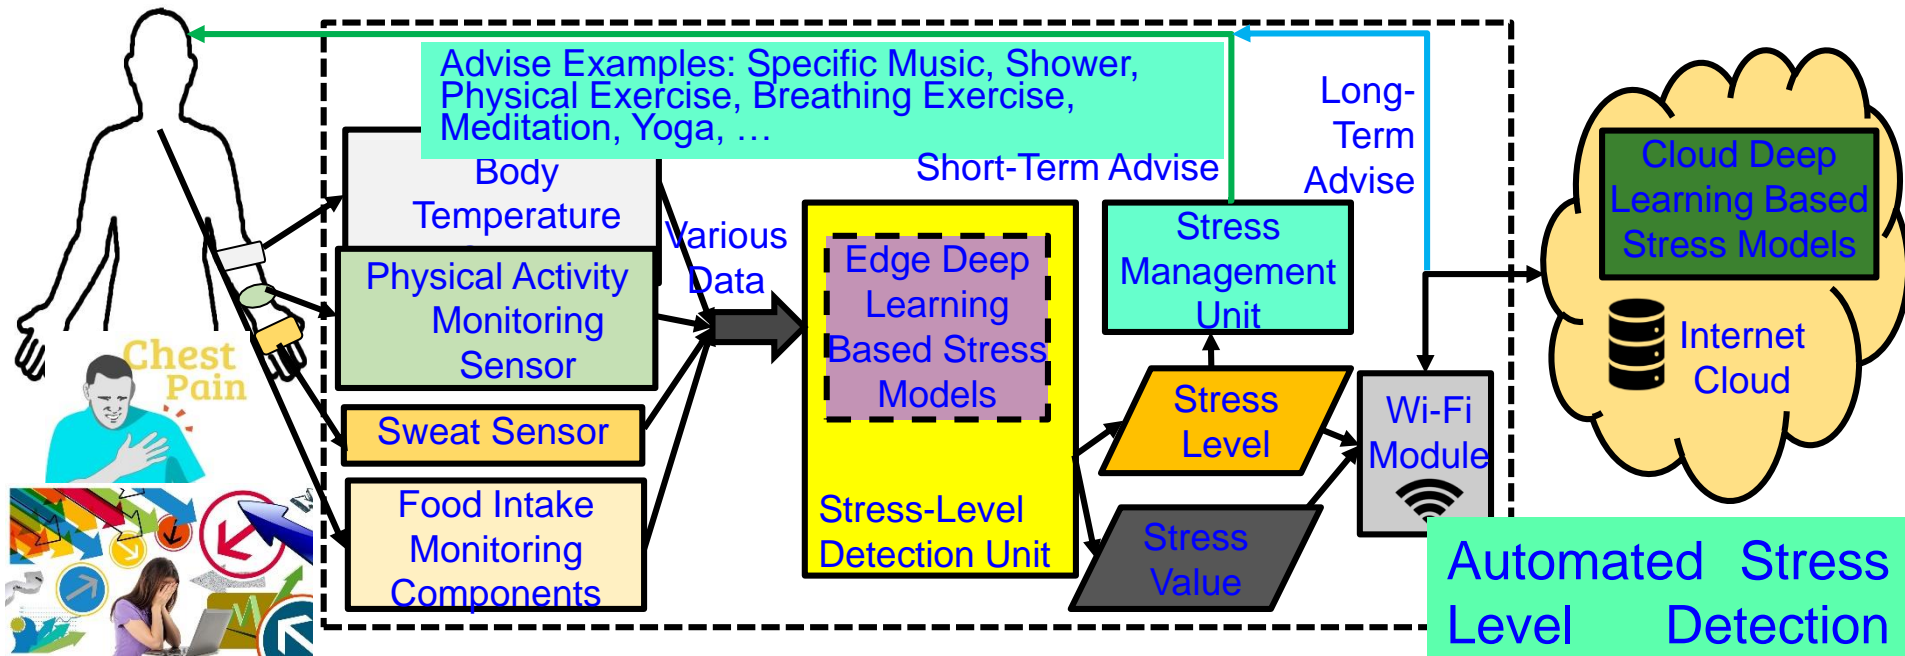 Advise Examples: Specific Music, Shower,
Physical Exercise, Breathing Exercise,
Meditation, Yoga, …
Body
Temperature
Physical Activity
Monitoring
Sensor
Sweat Sensor
Food Intake
Monitoring
Components
Chest
Pain
Various
Data
Edge Deep
Learning
Based Stress
Models
Stress-Level
Detection Unit
Short-Term Advise
Stress
Management
Unit
Stress
Level
Stress
Value
Long-
Term
Advise
Wi-Fi
Module
Cloud Deep
Learning Based
Stress Models
Internet
Cloud
Automated Stress
Level Detection